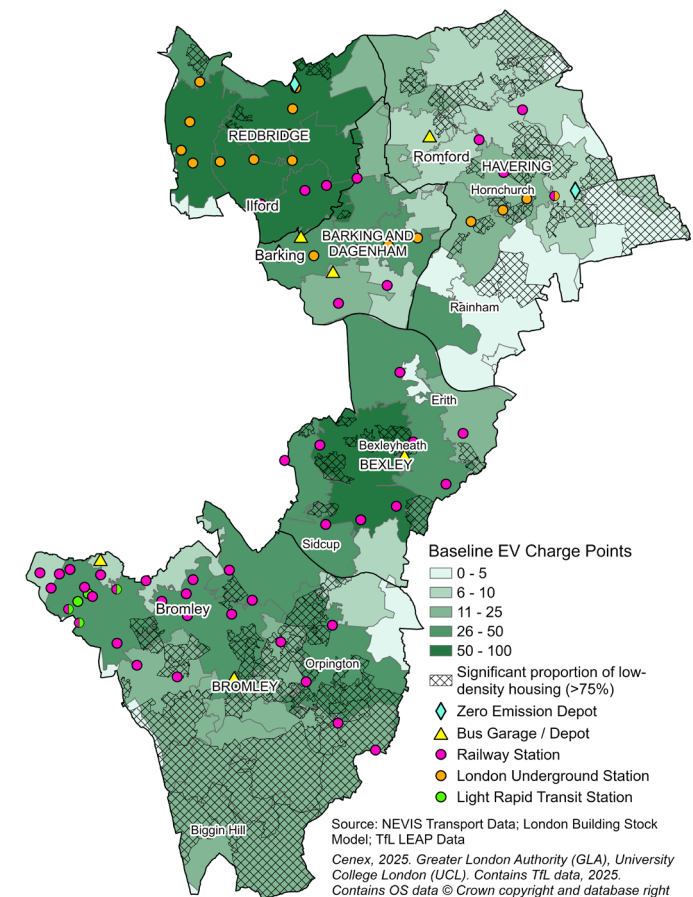 REDBRIDGE
Romford
HAVERING
Hornchurch
Ilford
BARKING AND
DAGENHAM
Barking
Rainham
Erith
Bexleyheath
BEXLEY
Sidcup
Bromley
Orpington
BROMLEY
Biggin Hill
Baseline EV Charge Points
0 - 5
6 - 10
11 - 25
26 - 50
50 - 100
Significant proportion of low-
density housing (>75%)
Zero Emission Depot
Bus Garage / Depot
Railway Station
London Underground Station
Light Rapid Transit Station
Source: NEVIS Transport Data; London Building Stock
Model; TfL LEAP Data
Cenex, 2025. Greater London Authority (GLA), University
College London (UCL). Contains TfL data, 2025.
Contains OS data © Crown copyright and database right